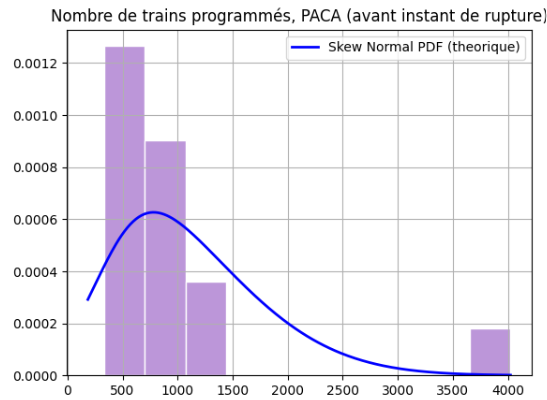 Nombre de trains programmés, PACA (avant instant de rupture)
Skew Normal PDF (theorique)
0.0012
0.0010
0.0008
0.0006
0.0004
0.0002
0.0000
0 500 1000 1500 2000 2500 3000 3500 4000